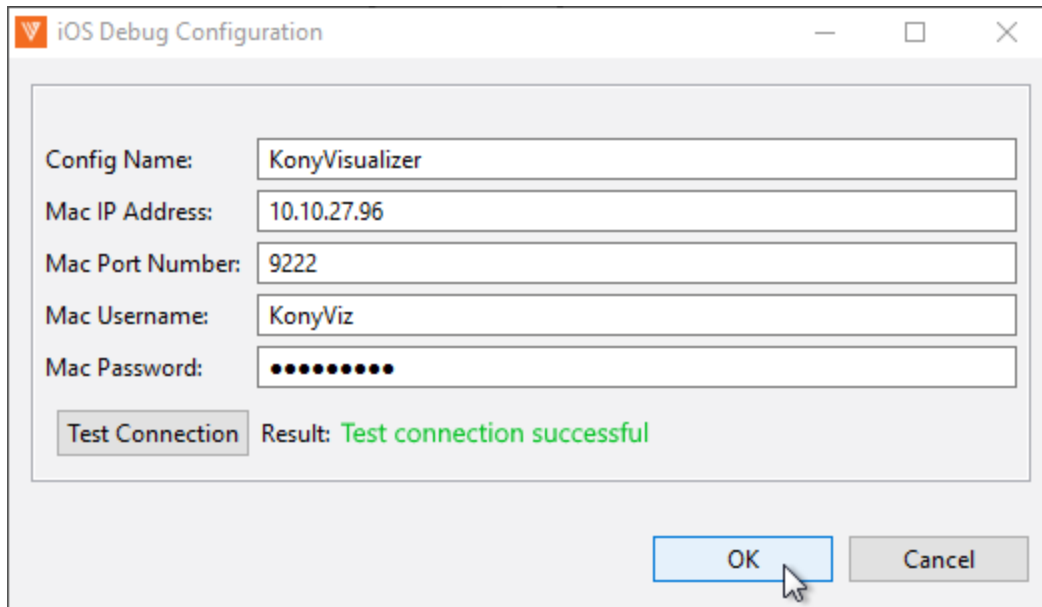 iOS Debug Configuration
Config Name: KonyVisualizer
Mac IP Address: 10.10.27.96
Mac Port Number: 9222
Mac Username: KonyViz
Mac Password: ●●●●●●●●●
Test Connection Result: Test connection successful
OK Cancel